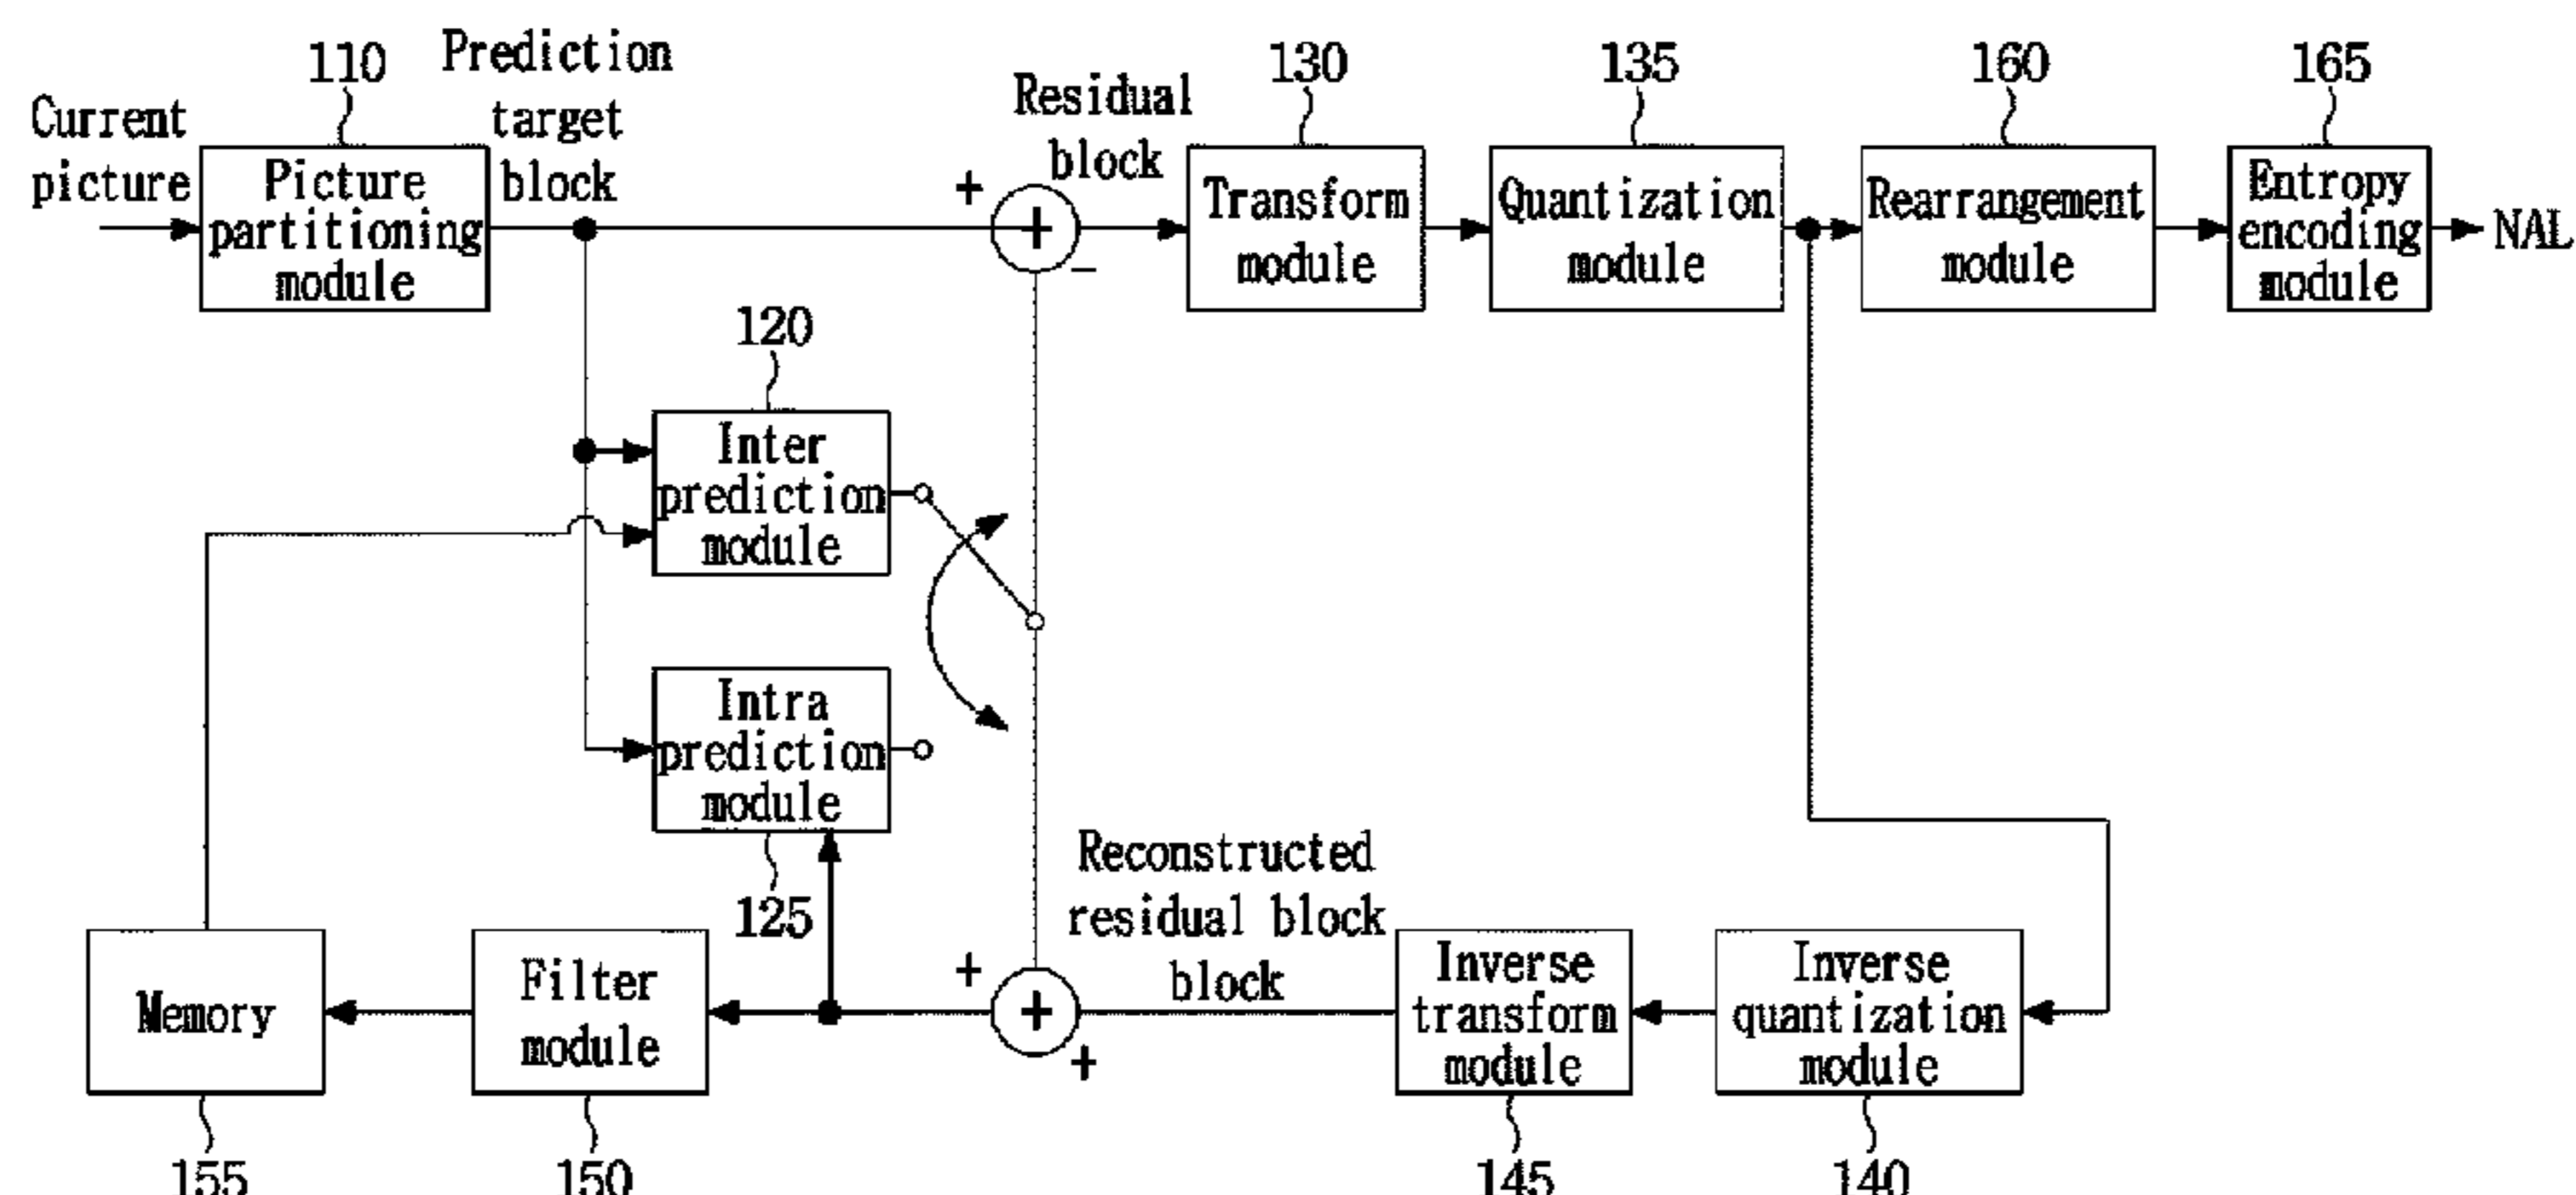 110
Prediction
target
block
Current
picture
Picture
partitioning
module
Residual
block
130
Transform
module
135
Quantization
module
160
Rearrangement
module
165
Entropy
encoding
module
NAL
+
+
−
120
Inter
prediction
module
Intra
prediction
module
125
Reconstructed
residual block
block
+
+
+
Memory
155
Filter
module
150
Inverse
transform
module
145
Inverse
quantization
module
140